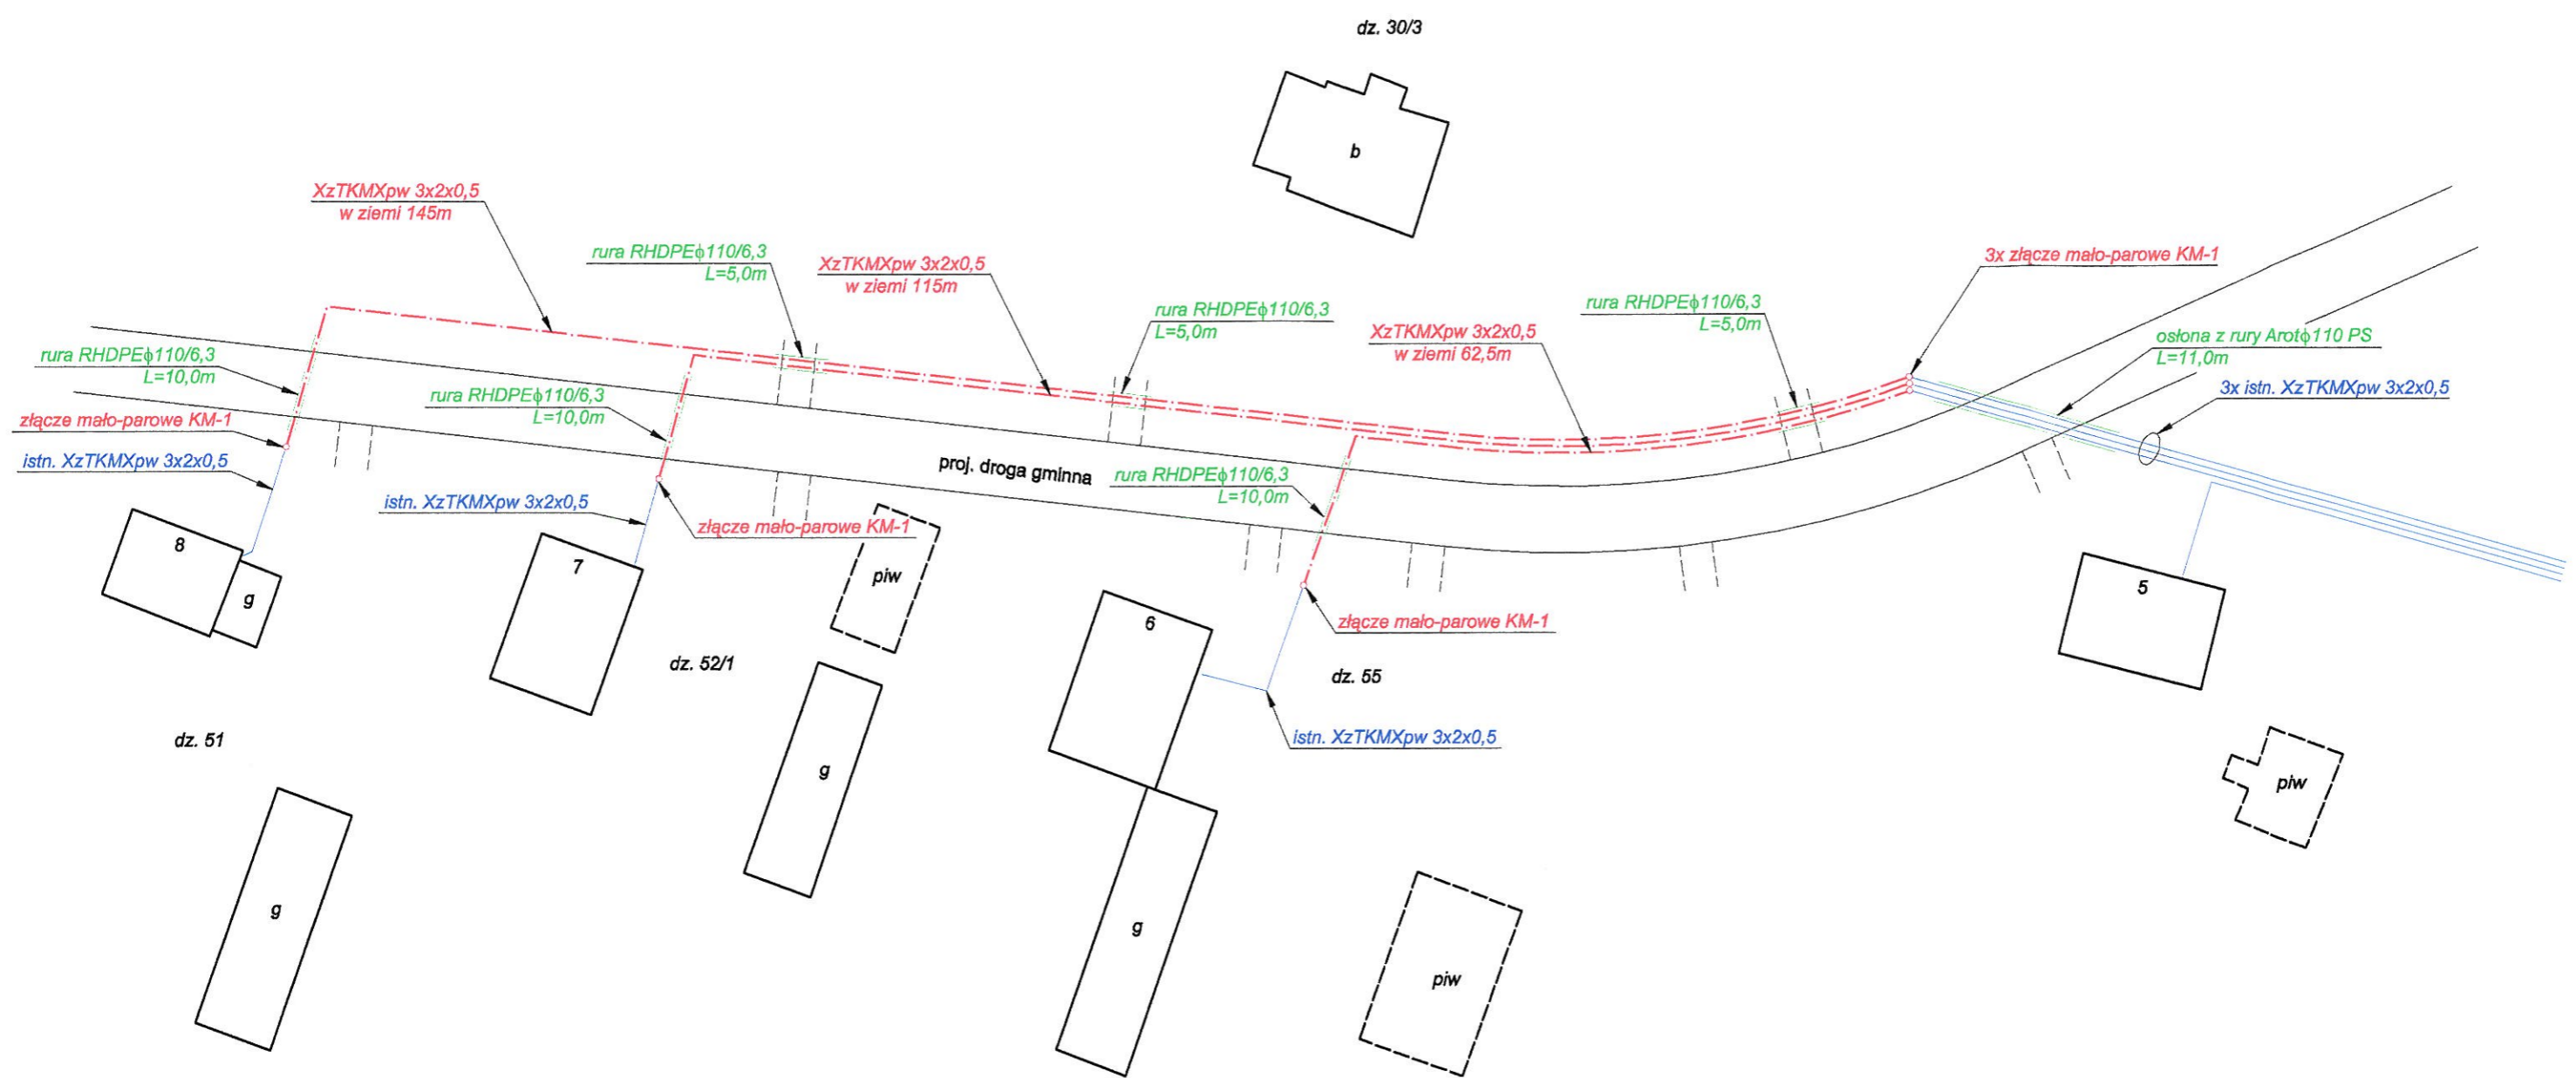 dz. 30/3
b
XzTKMXpw 3x2x0,5
w ziemi 145m
rura RHDPEϕ110/6,3
L=5,0m
XzTKMXpw 3x2x0,5
w ziemi 115m
rura RHDPEϕ110/6,3
L=5,0m
XzTKMXpw 3x2x0,5
w ziemi 62,5m
rura RHDPEϕ110/6,3
L=5,0m
3x złącze mało-parowe KM-1
osłona z rury Arotϕ110 PS
L=11,0m
3x istn. XzTKMXpw 3x2x0,5
rura RHDPEϕ110/6,3
L=10,0m
złącze mało-parowe KM-1
istn. XzTKMXpw 3x2x0,5
rura RHDPEϕ110/6,3
L=10,0m
istn. XzTKMXpw 3x2x0,5
złącze mało-parowe KM-1
proj. droga gminna
rura RHDPEϕ110/6,3
L=10,0m
złącze mało-parowe KM-1
istn. XzTKMXpw 3x2x0,5
8
g
7
piw
6
5
dz. 52/1
dz. 55
dz. 51
g
g
g
piw
piw